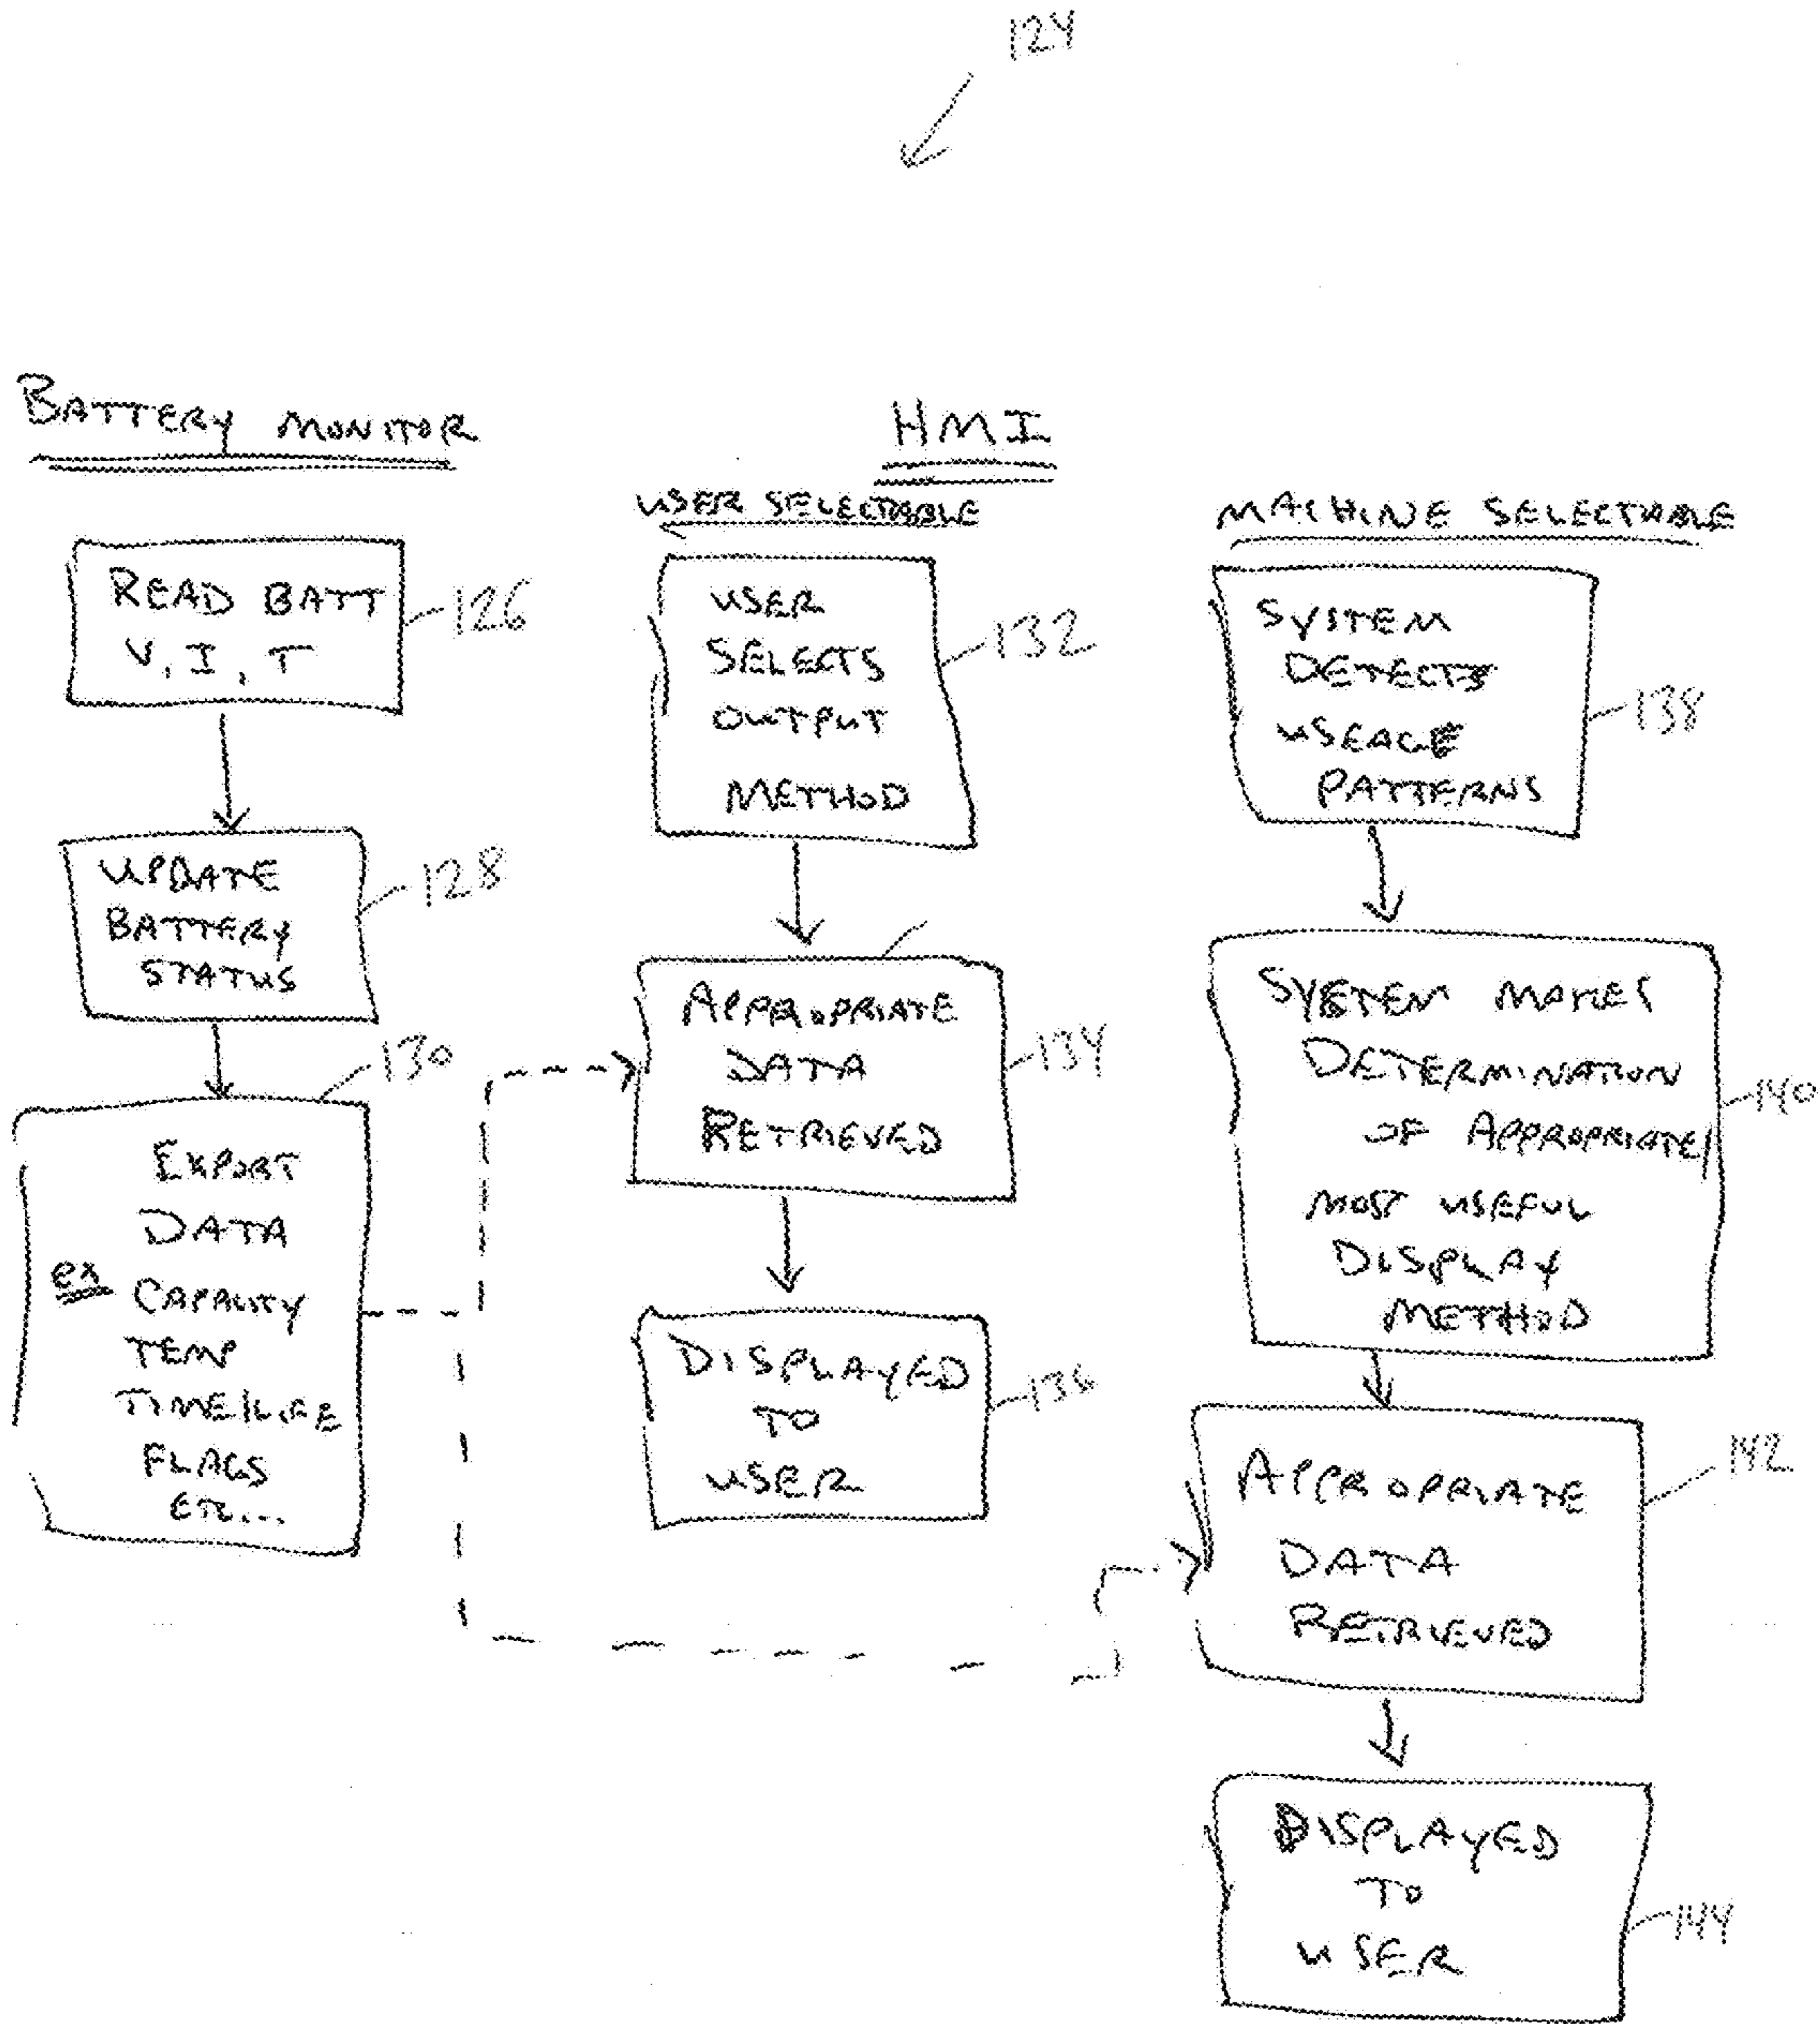 124
BATTERY MONITOR
READ BATT
V, I, T
126
UPDATE
BATTERY
STATUS
128
130
EXPORT
DATA
ex CAPACITY
TEMP
TIME/LIFE
FLAGS
ETC...
HMI
USER SELECTABLE
USER
SELECTS
OUTPUT
METHOD
132
APPROPRIATE
DATA
RETRIEVED
134
DISPLAYED
TO
USER
136
MACHINE SELECTABLE
SYSTEM
DETECTS
USEAGE
PATTERNS
138
SYSTEM MAKES
DETERMINATION
OF APPROPRIATE/
MOST USEFUL
DISPLAY
METHOD
140
APPROPRIATE
DATA
RETRIEVED
142
DISPLAYED
TO
USER
144